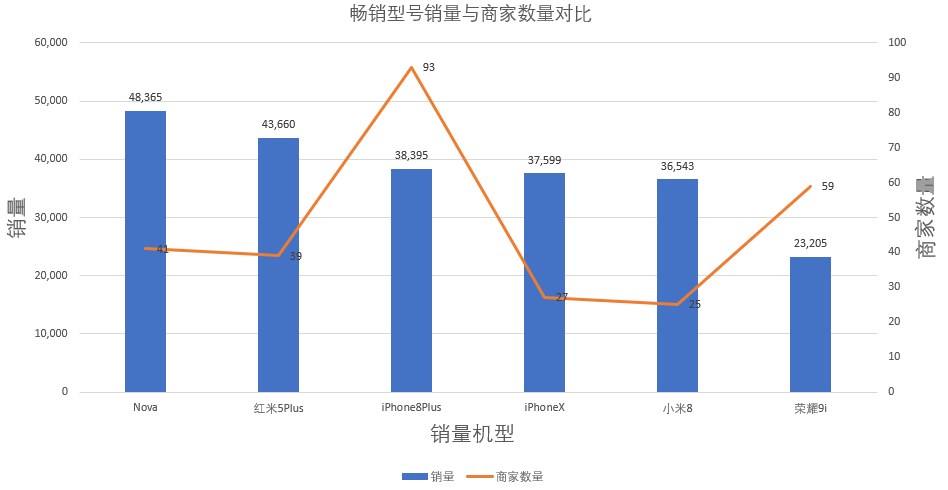 畅销型号销量与商家数量对比
60,000
50,000
40,000
30,000
20,000
10,000
0
销量
100
90
80
70
60
50
40
30
20
10
0
商家数量
48,365
43,660
38,395
37,599
36,543
23,205
41
39
93
27
25
59
Nova
红米5Plus
iPhone8Plus
iPhoneX
小米8
荣耀9i
销量机型
销量
商家数量